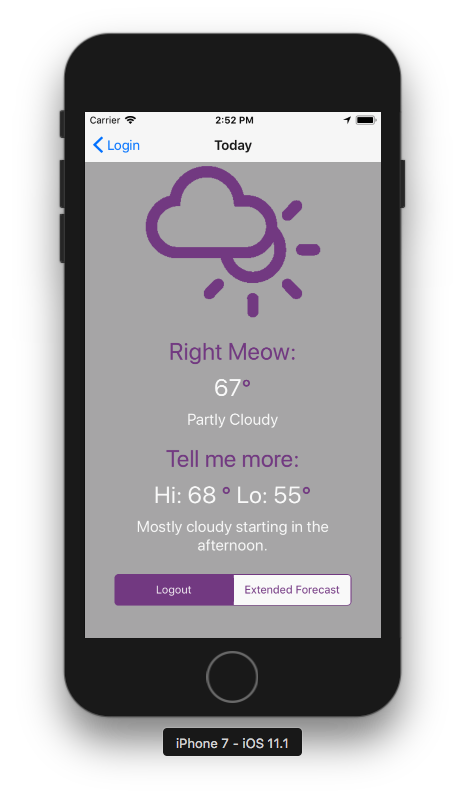 Carrier 2:52 PM
Login Today
Right Meow:
67°
Partly Cloudy
Tell me more:
Hi: 68 ° Lo: 55°
Mostly cloudy starting in the
afternoon.
Logout Extended Forecast
iPhone 7 - iOS 11.1